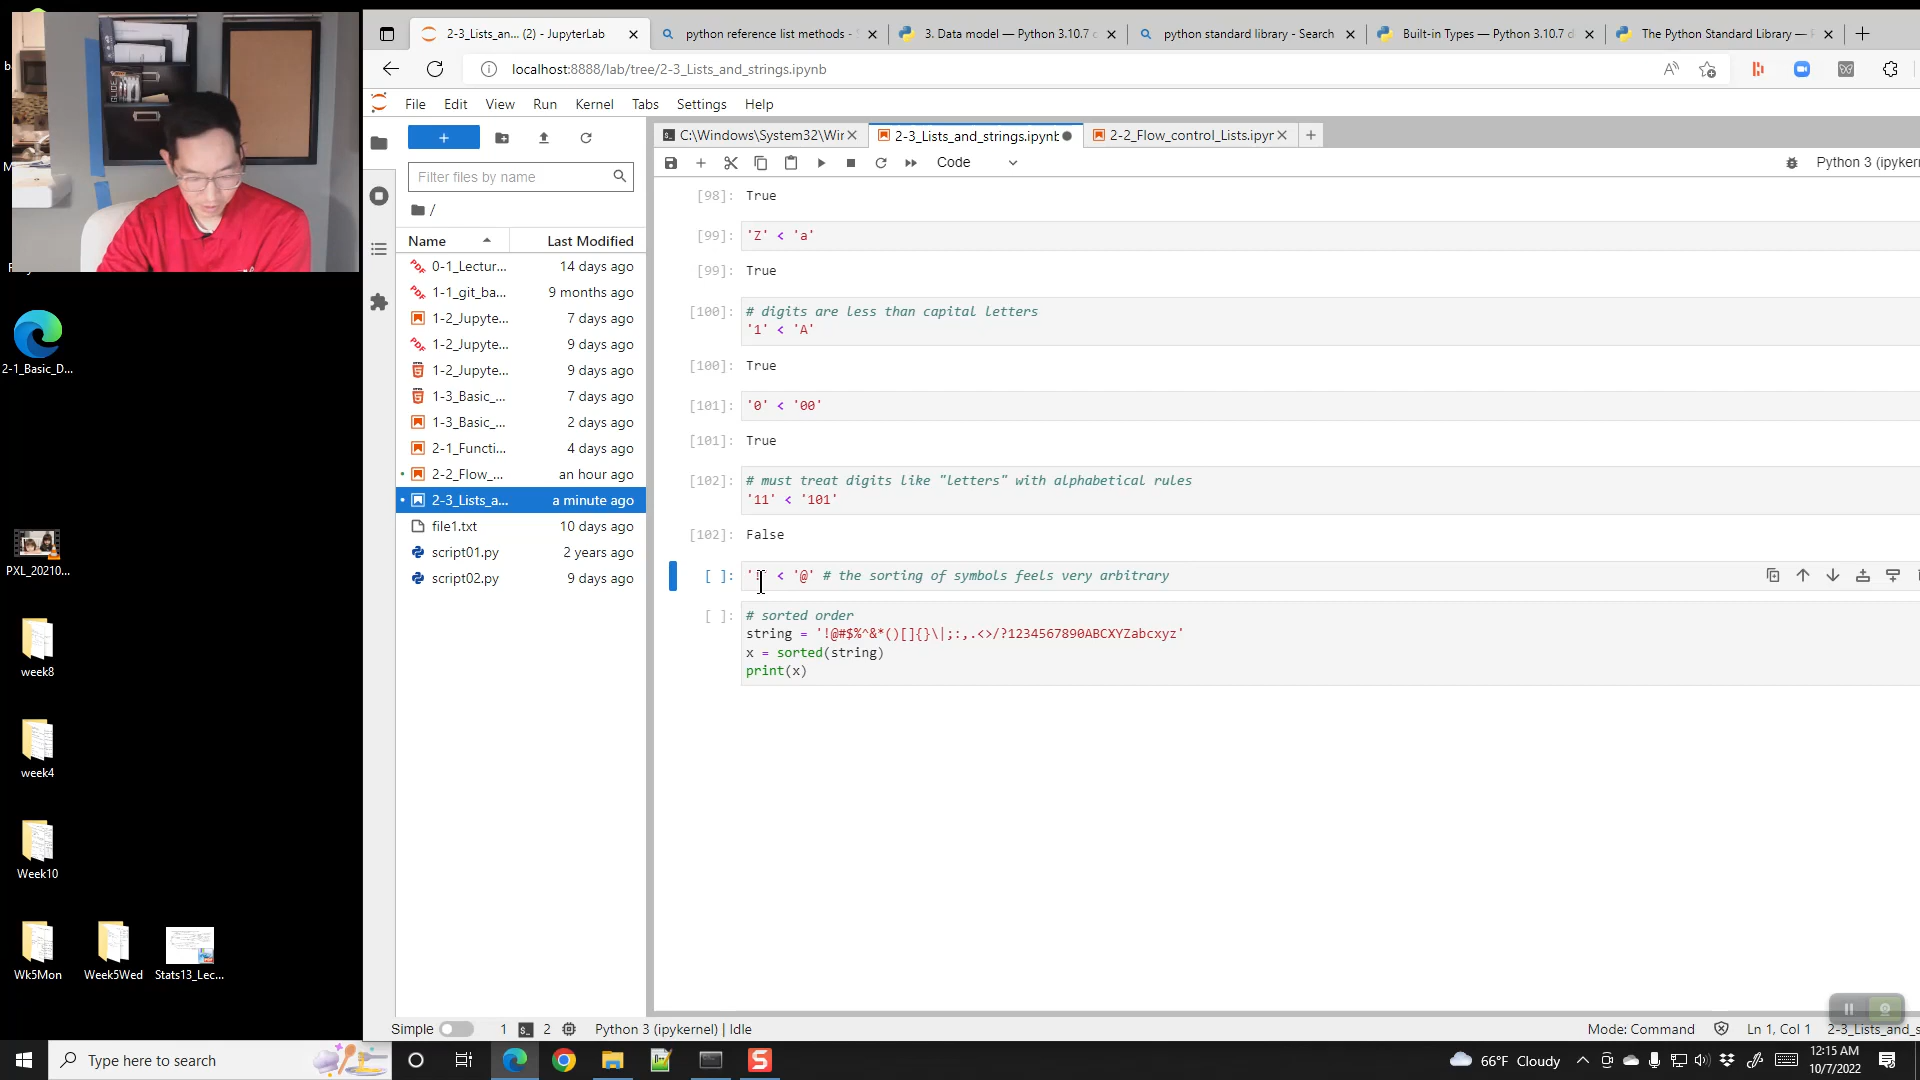 2-3_Lists_an... (2) - JupyterLab
python reference list methods -
3. Data model — Python 3.10.7
python standard library - Search
Built-in Types — Python 3.10.7 d
The Python Standard Library —
localhost:8888/lab/tree/2-3_Lists_and_strings.ipynb
File Edit View Run Kernel Tabs Settings Help
C:\Windows\System32\Wir
2-3_Lists_and_strings.ipynb
2-2_Flow_control_Lists.ipyr
Code
Python 3 (ipykern
Filter files by name
/
Name Last Modified
0-1_Lectur... 14 days ago
1-1_git_ba... 9 months ago
1-2_Jupyte... 7 days ago
1-2_Jupyte... 9 days ago
1-2_Jupyte... 9 days ago
1-3_Basic_... 7 days ago
1-3_Basic_... 2 days ago
2-1_Functi... 4 days ago
2-2_Flow_... an hour ago
2-3_Lists_a... a minute ago
file1.txt 10 days ago
script01.py 2 years ago
script02.py 9 days ago
[98]: True
[99]: 'Z' < 'a'
[99]: True
[100]: # digits are less than capital letters
'1' < 'A'
[100]: True
[101]: '0' < '00'
[101]: True
[102]: # must treat digits like "letters" with alphabetical rules
'11' < '101'
[102]: False
[ ]: '!' < '@' # the sorting of symbols feels very arbitrary
[ ]: # sorted order
string = '!@#$%^&*()[]{}\|;:,.<>/?1234567890ABCXYZabcxyz'
x = sorted(string)
print(x)
2-1_Basic_D...
PXL_20210...
week8
week4
Week10
Wk5Mon
Week5Wed
Stats13_Lec...
Simple 1 2 Python 3 (ipykernel) | Idle
Mode: Command Ln 1, Col 1 2-3_Lists_and_s
Type here to search
66°F Cloudy
12:15 AM
10/7/2022